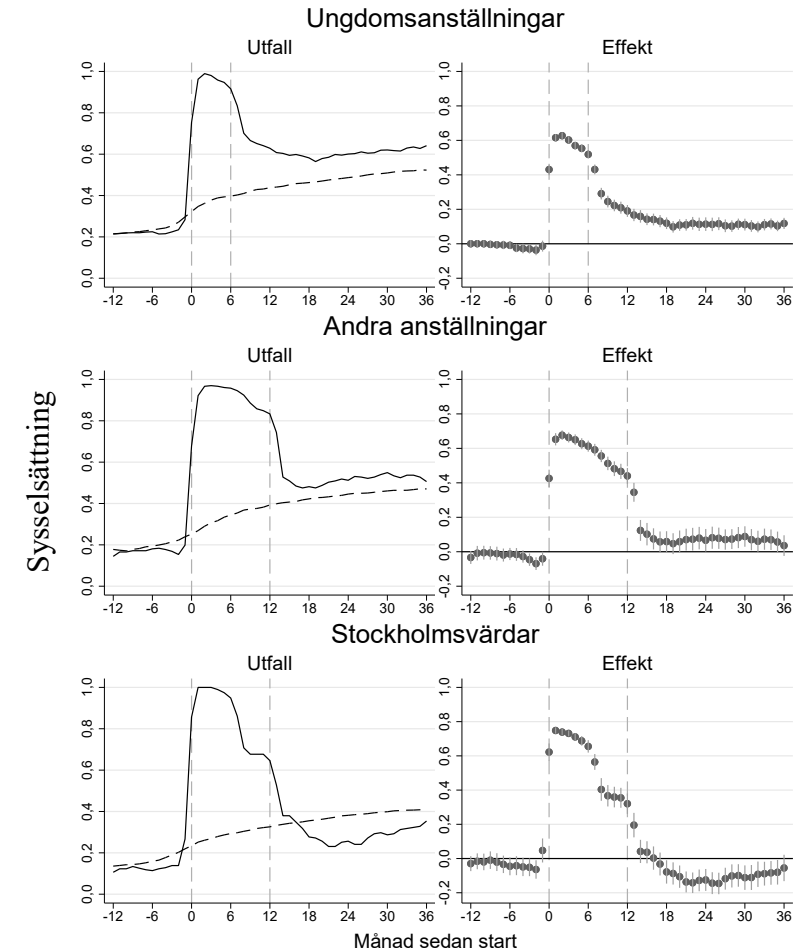 Ungdomsanställningar
Utfall
Effekt
1,0
0,8
0,6
0,4
0,2
0,0
-12 -6 0 6 12 18 24 30 36
1,0
0,8
0,6
0,4
0,2
0,0
-0,2
-12 -6 0 6 12 18 24 30 36
Andra anställningar
Utfall
Effekt
Sysselsättning
1,0
0,8
0,6
0,4
0,2
0,0
-12 -6 0 6 12 18 24 30 36
1,0
0,8
0,6
0,4
0,2
0,0
-0,2
-12 -6 0 6 12 18 24 30 36
Stockholmsvärdar
Utfall
Effekt
1,0
0,8
0,6
0,4
0,2
0,0
-12 -6 0 6 12 18 24 30 36
1,0
0,8
0,6
0,4
0,2
0,0
-0,2
-12 -6 0 6 12 18 24 30 36
Månad sedan start